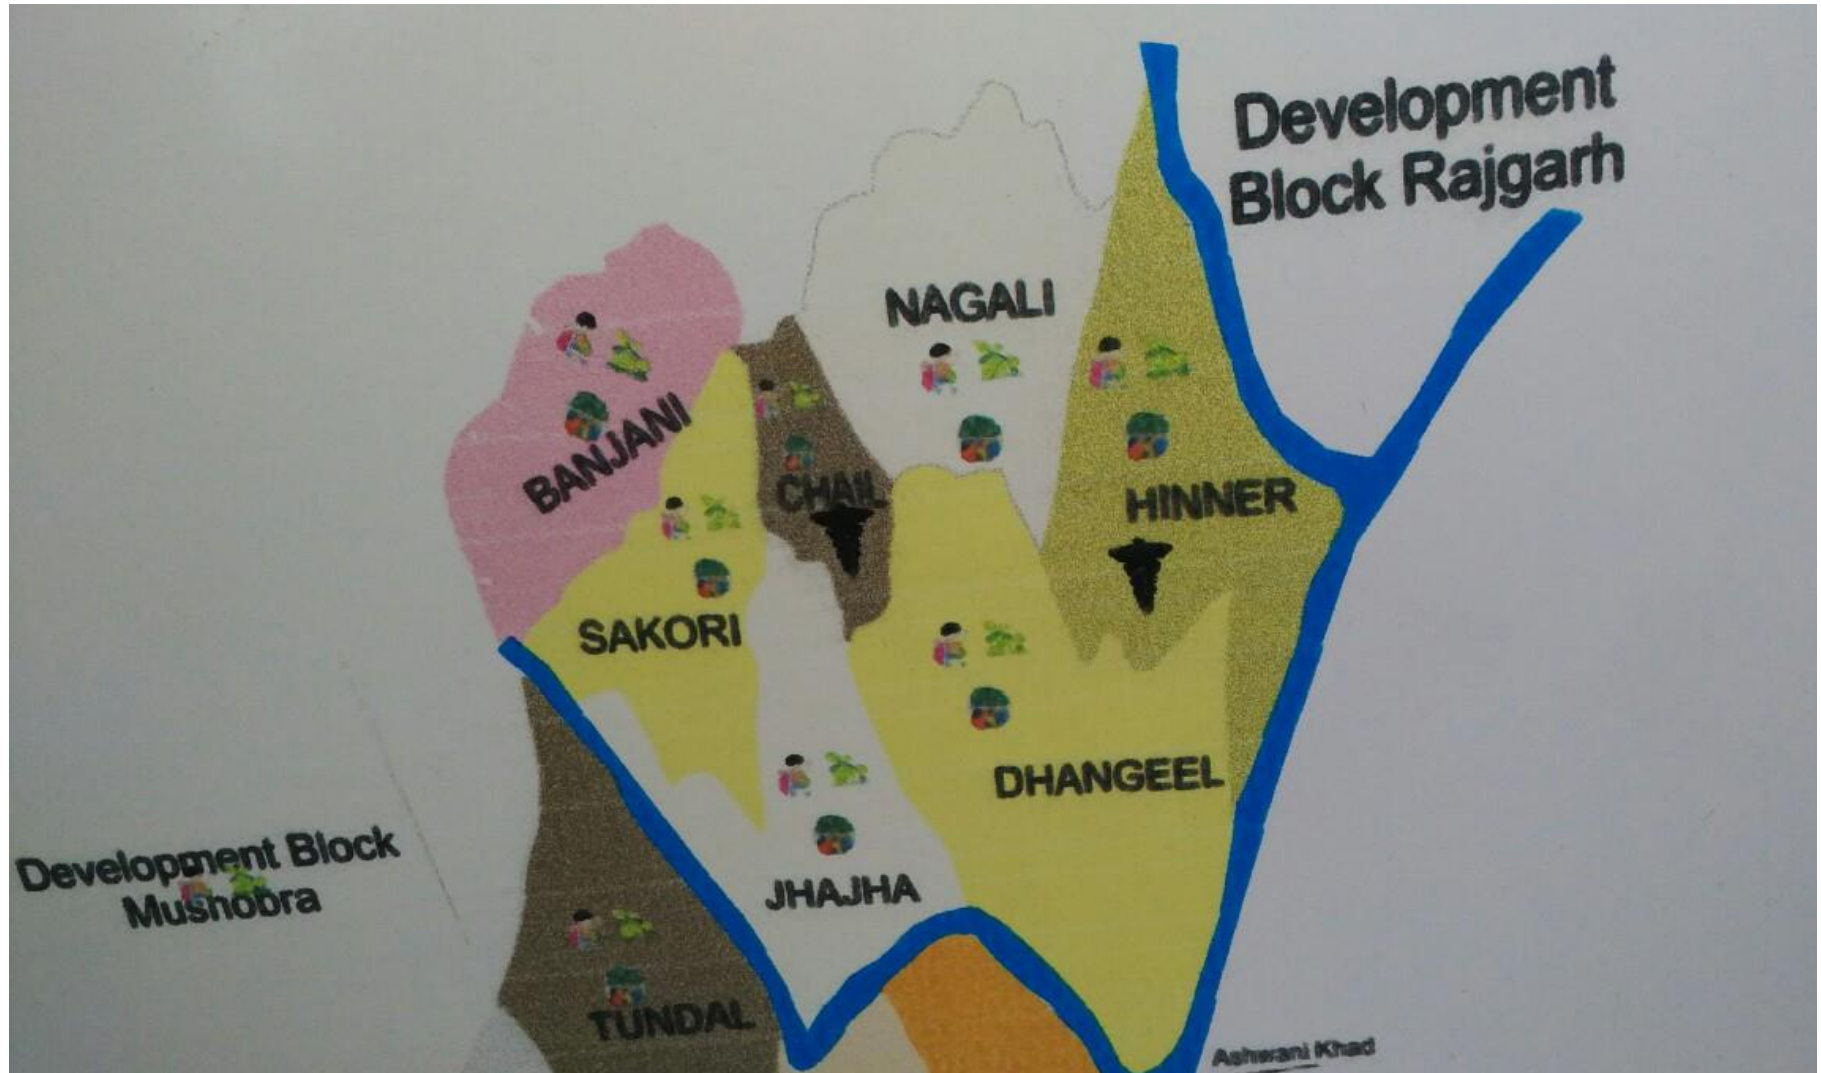 Development
Block Rajgarh
NAGALI
BANJANI
CHAIL
HINNER
SAKORI
DHANGEEL
Development Block
Mushobra
JHAJHA
TUNDAL
Ashwani Khad